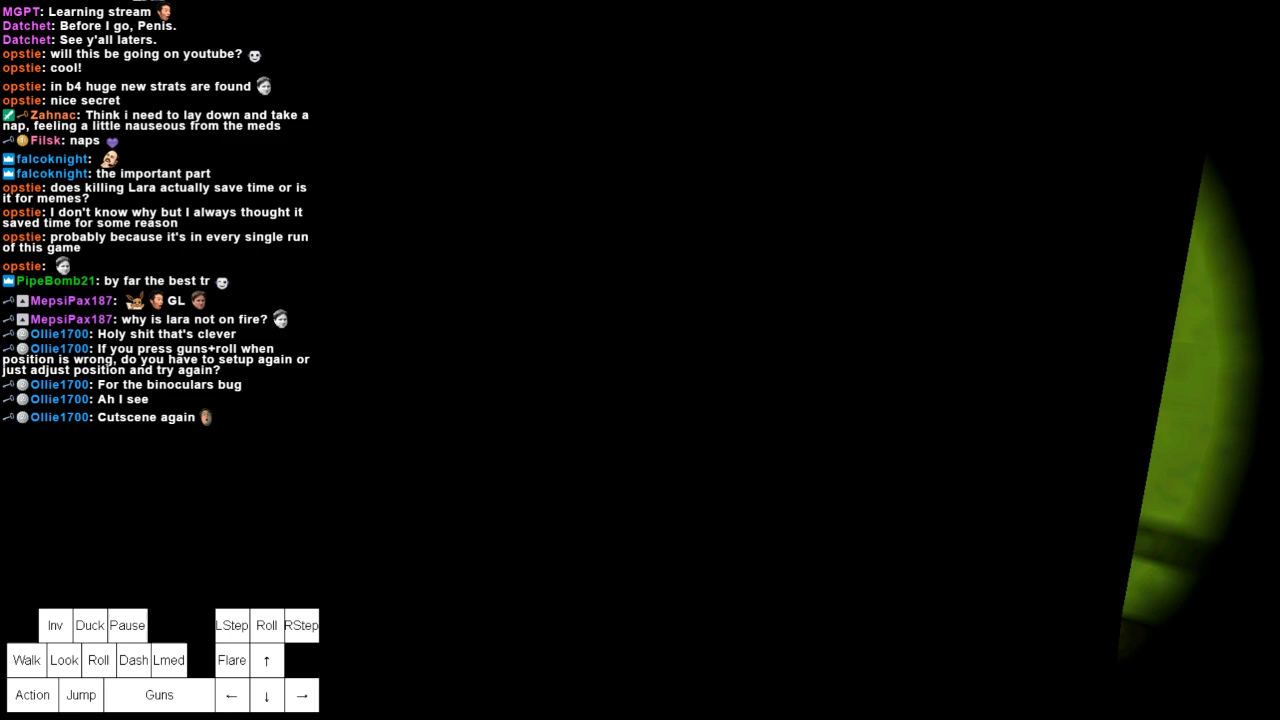 MGPT: Learning stream
Datchet: Before I go, Penis.
Datchet: See y'all laters.
opstie: will this be going on youtube?
opstie: cool!
opstie: in b4 huge new strats are found
opstie: nice secret
Zahnac: Think i need to lay down and take a
nap, feeling a little nauseous from the meds
Filsk: naps
falcoknight:
falcoknight: the important part
opstie: does killing Lara actually save time or is
it for memes?
opstie: I don't know why but I always thought it
saved time for some reason
opstie: probably because it's in every single run
of this game
opstie:
PipeBomb21: by far the best tr
MepsiPax187: GL
MepsiPax187: why is lara not on fire?
Ollie1700: Holy shit that's clever
Ollie1700: If you press guns+roll when
position is wrong, do you have to setup again or
just adjust position and try again?
Ollie1700: For the binoculars bug
Ollie1700: Ah I see
Ollie1700: Cutscene again
Inv Duck Pause LStep Roll RStep
Walk Look Roll Dash Lmed Flare ↑
Action Jump Guns ← ↓ →